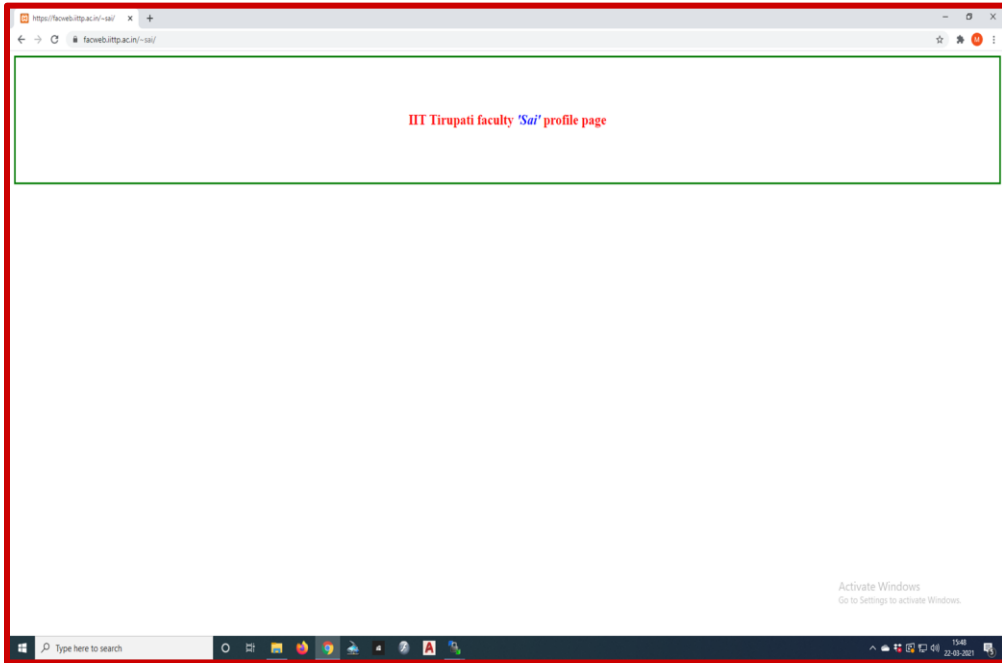 https://facweb.iittp.ac.in/~sai/
facweb.iittp.ac.in/~sai/
M
IIT Tirupati faculty 'Sai' profile page
Activate Windows
Go to Settings to activate Windows.
Type here to search
15:48
22-03-2021